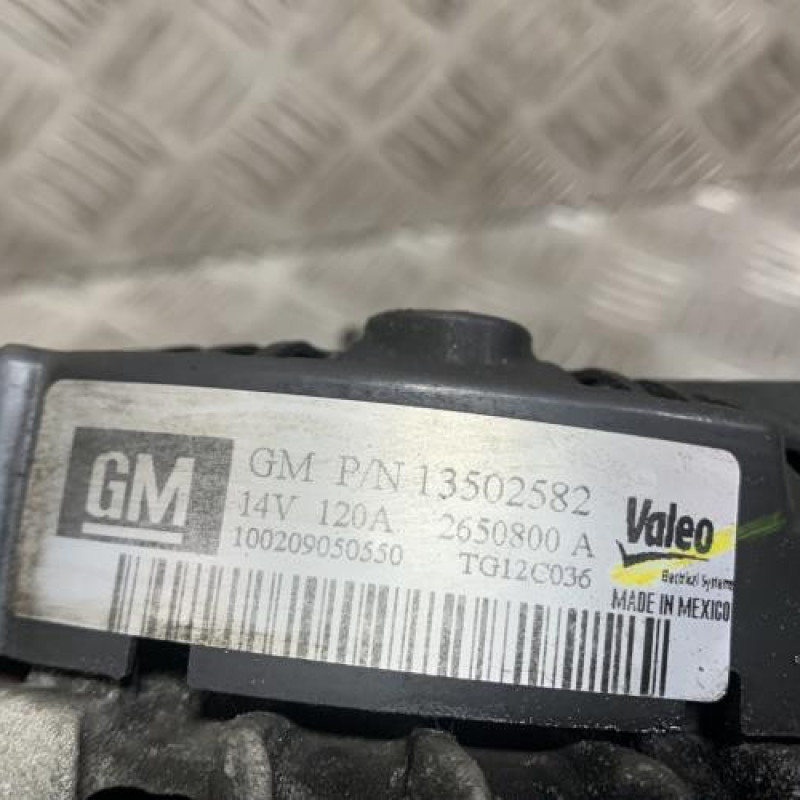 GM
GM P/N 13502582
14V 120A 2650800 A
100209050550 TG12C036
Valeo
Electrical Systems
MADE IN MEXICO